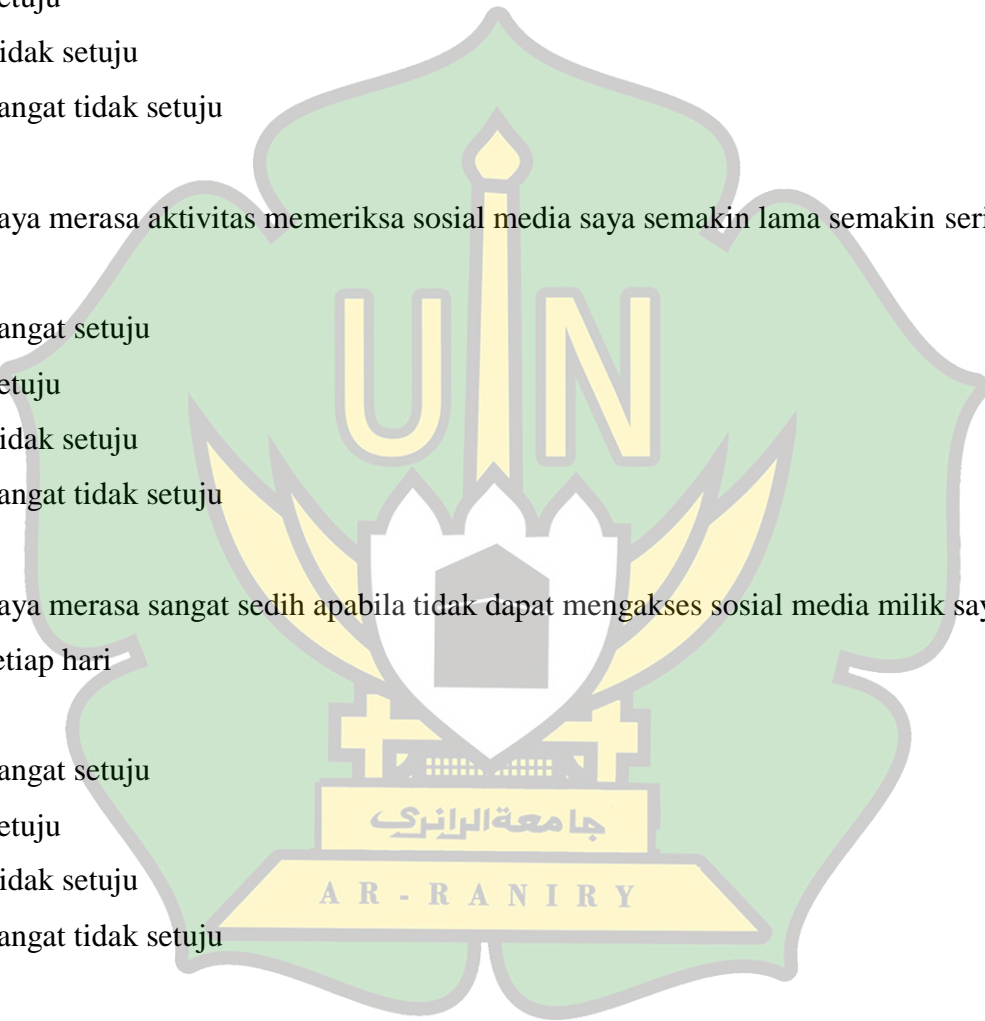 etuju
idak setuju
angat tidak setuju
aya merasa aktivitas memeriksa sosial media saya semakin lama semakin seri
angat setuju
etuju
idak setuju
angat tidak setuju
aya merasa sangat sedih apabila tidak dapat mengakses sosial media milik say
etiap hari
angat setuju
etuju
idak setuju
angat tidak setuju
UIN
جامعةالرانري
AR-RANIRY